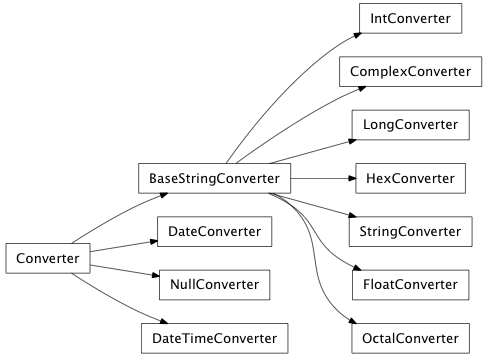 IntConverter
ComplexConverter
LongConverter
BaseStringConverter
HexConverter
DateConverter
StringConverter
Converter
NullConverter
FloatConverter
DateTimeConverter
OctalConverter